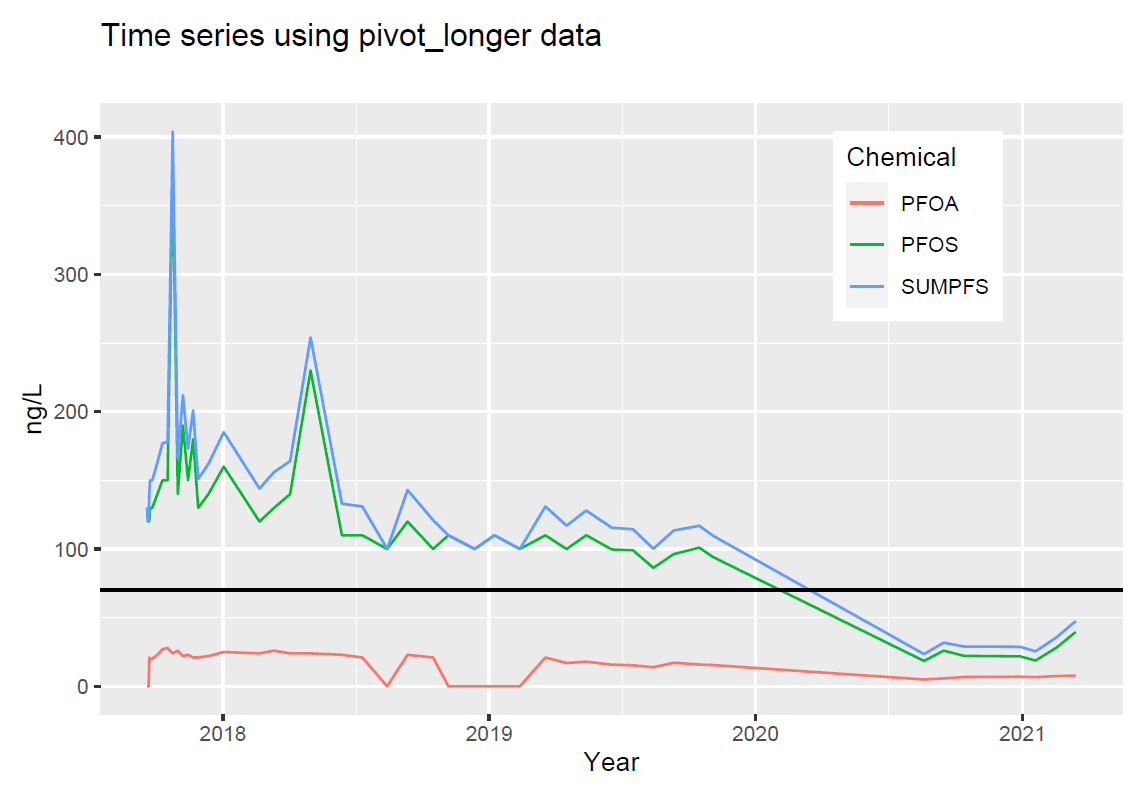 Time series using pivot_longer data
400
300
200
100
0
ng/L
Chemical
PFOA
PFOS
SUMPFS
2018
2019
2020
2021
Year